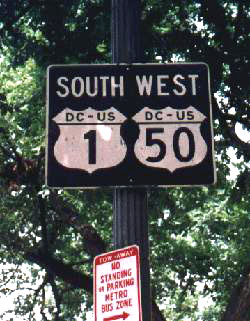 SOUTH WEST
DC-US DC-US
1 50
TOW-AWAY
NO
STANDING
OR PARKING
METRO
BUS ZONE